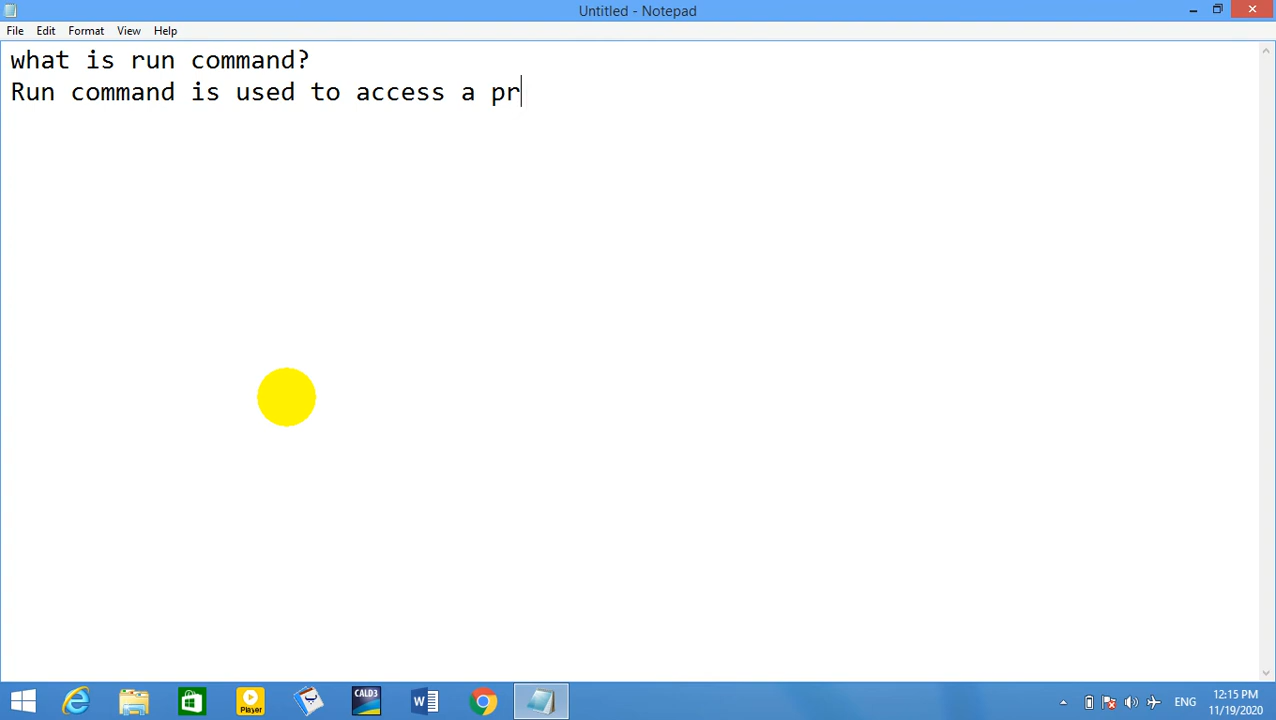 Untitled - Notepad
File Edit Format View Help
what is run command?
Run command is used to access a pr
Player
CALD3
W
ENG
12:15 PM
11/19/2020